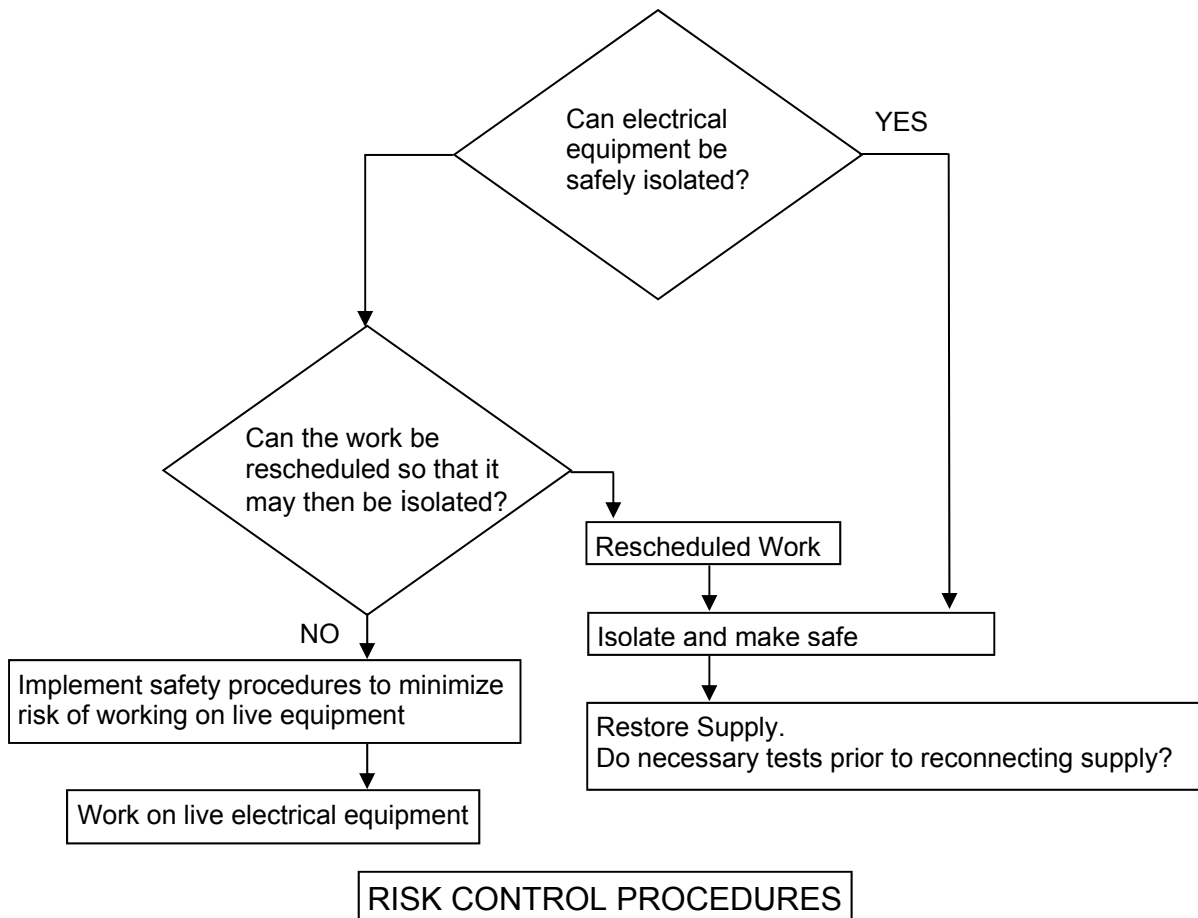 Can electrical
equipment be
safely isolated?
YES
Can the work be
rescheduled so that it
may then be isolated?
Rescheduled Work
Isolate and make safe
NO
Implement safety procedures to minimize
risk of working on live equipment
Restore Supply.
Do necessary tests prior to reconnecting supply?
Work on live electrical equipment
RISK CONTROL PROCEDURES